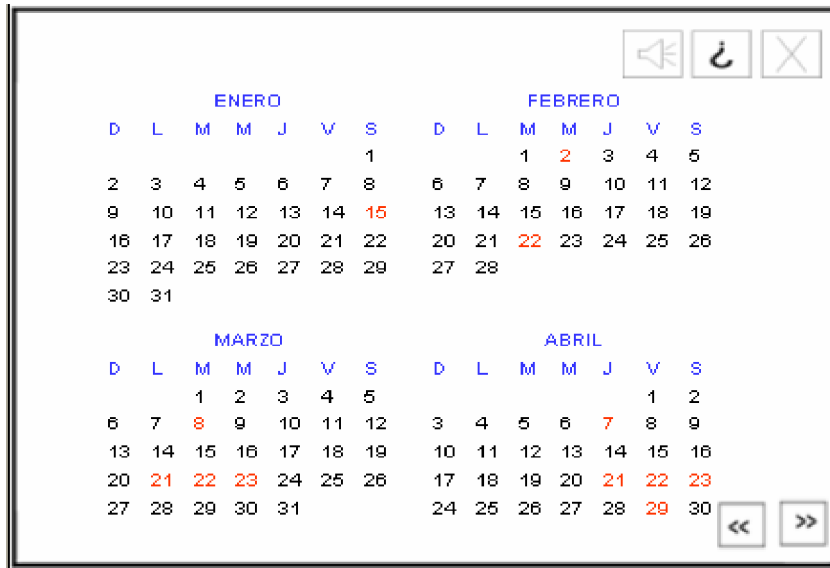 ¿
ENERO
D L M M J V S
1
2 3 4 5 6 7 8
9 10 11 12 13 14 15
16 17 18 19 20 21 22
23 24 25 26 27 28 29
30 31
FEBRERO
D L M M J V S
1 2 3 4 5
6 7 8 9 10 11 12
13 14 15 16 17 18 19
20 21 22 23 24 25 26
27 28
MARZO
D L M M J V S
1 2 3 4 5
6 7 8 9 10 11 12
13 14 15 16 17 18 19
20 21 22 23 24 25 26
27 28 29 30 31
ABRIL
D L M M J V S
1 2
3 4 5 6 7 8 9
10 11 12 13 14 15 16
17 18 19 20 21 22 23
24 25 26 27 28 29 30
<< >>